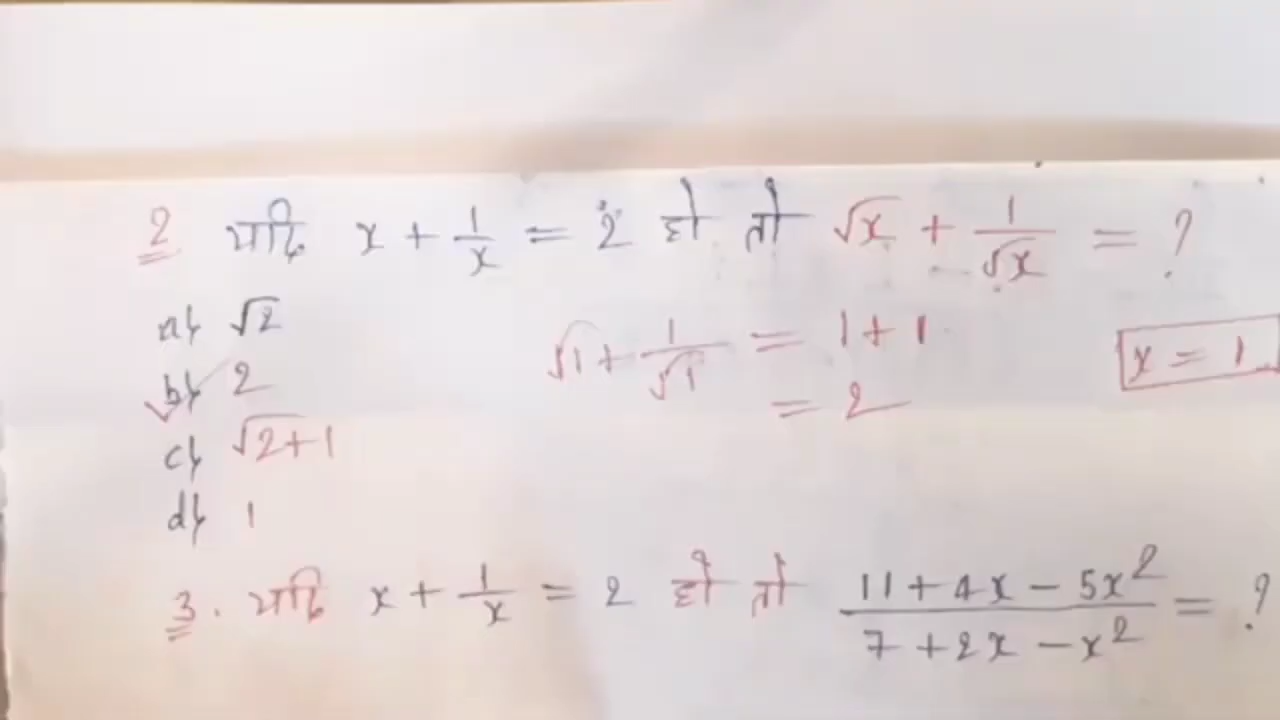 2 यदि x + 1/x = 2 हो तो √x + 1/√x = ?
a) √2
√1 + 1/√1 = 1 + 1
x = 1
b) 2
= 2
c) √2+1
d) 1
3. यदि x + 1/x = 2 हो तो (11 + 4x - 5x²)/(7 + 2x - x²) = ?